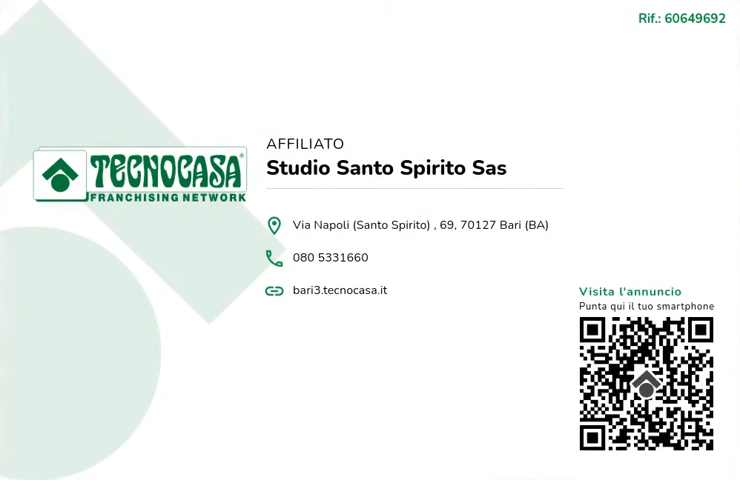 Rif.: 60649692
AFFILIATO
Studio Santo Spirito Sas
TECNOCASA®
FRANCHISING NETWORK
Via Napoli (Santo Spirito) , 69, 70127 Bari (BA)
080 5331660
bari3.tecnocasa.it
Visita l'annuncio
Punta qui il tuo smartphone